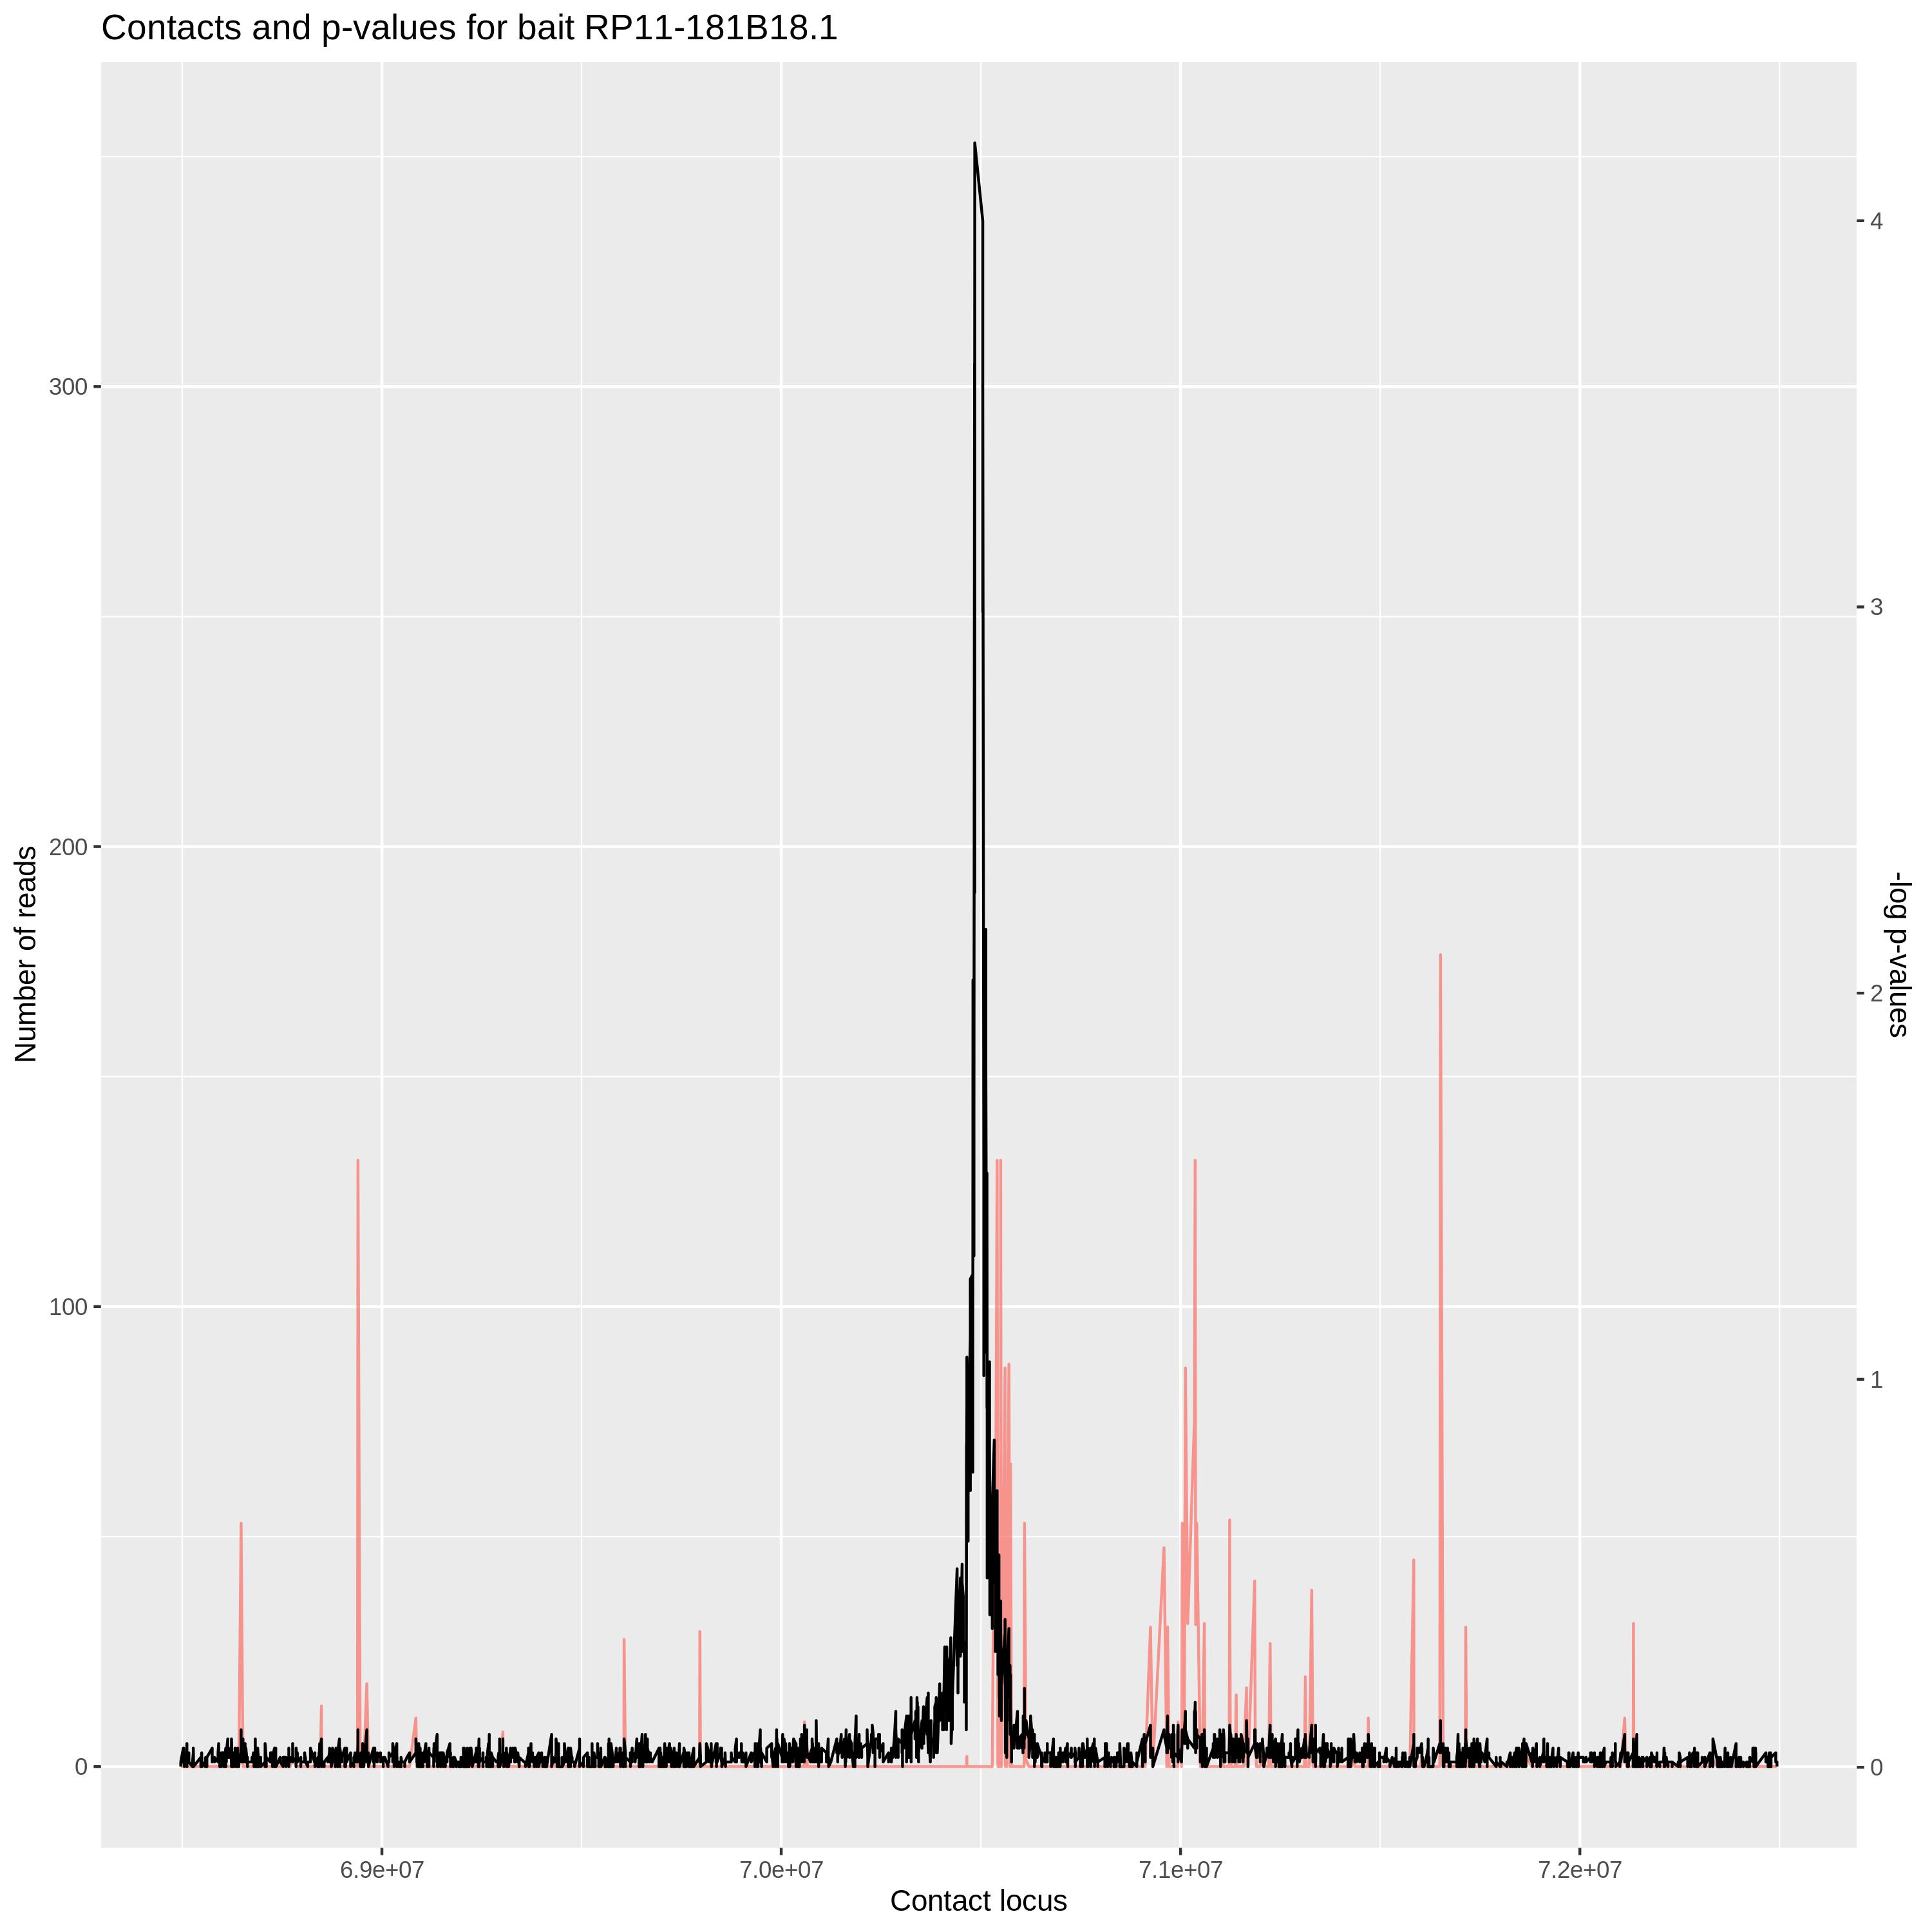 Contacts and p-values for bait RP11-181B18.1
Number of reads
300
200
100
0
4
3
2
1
0
-log p-values
6.9e+07
7.0e+07
7.1e+07
7.2e+07
Contact locus